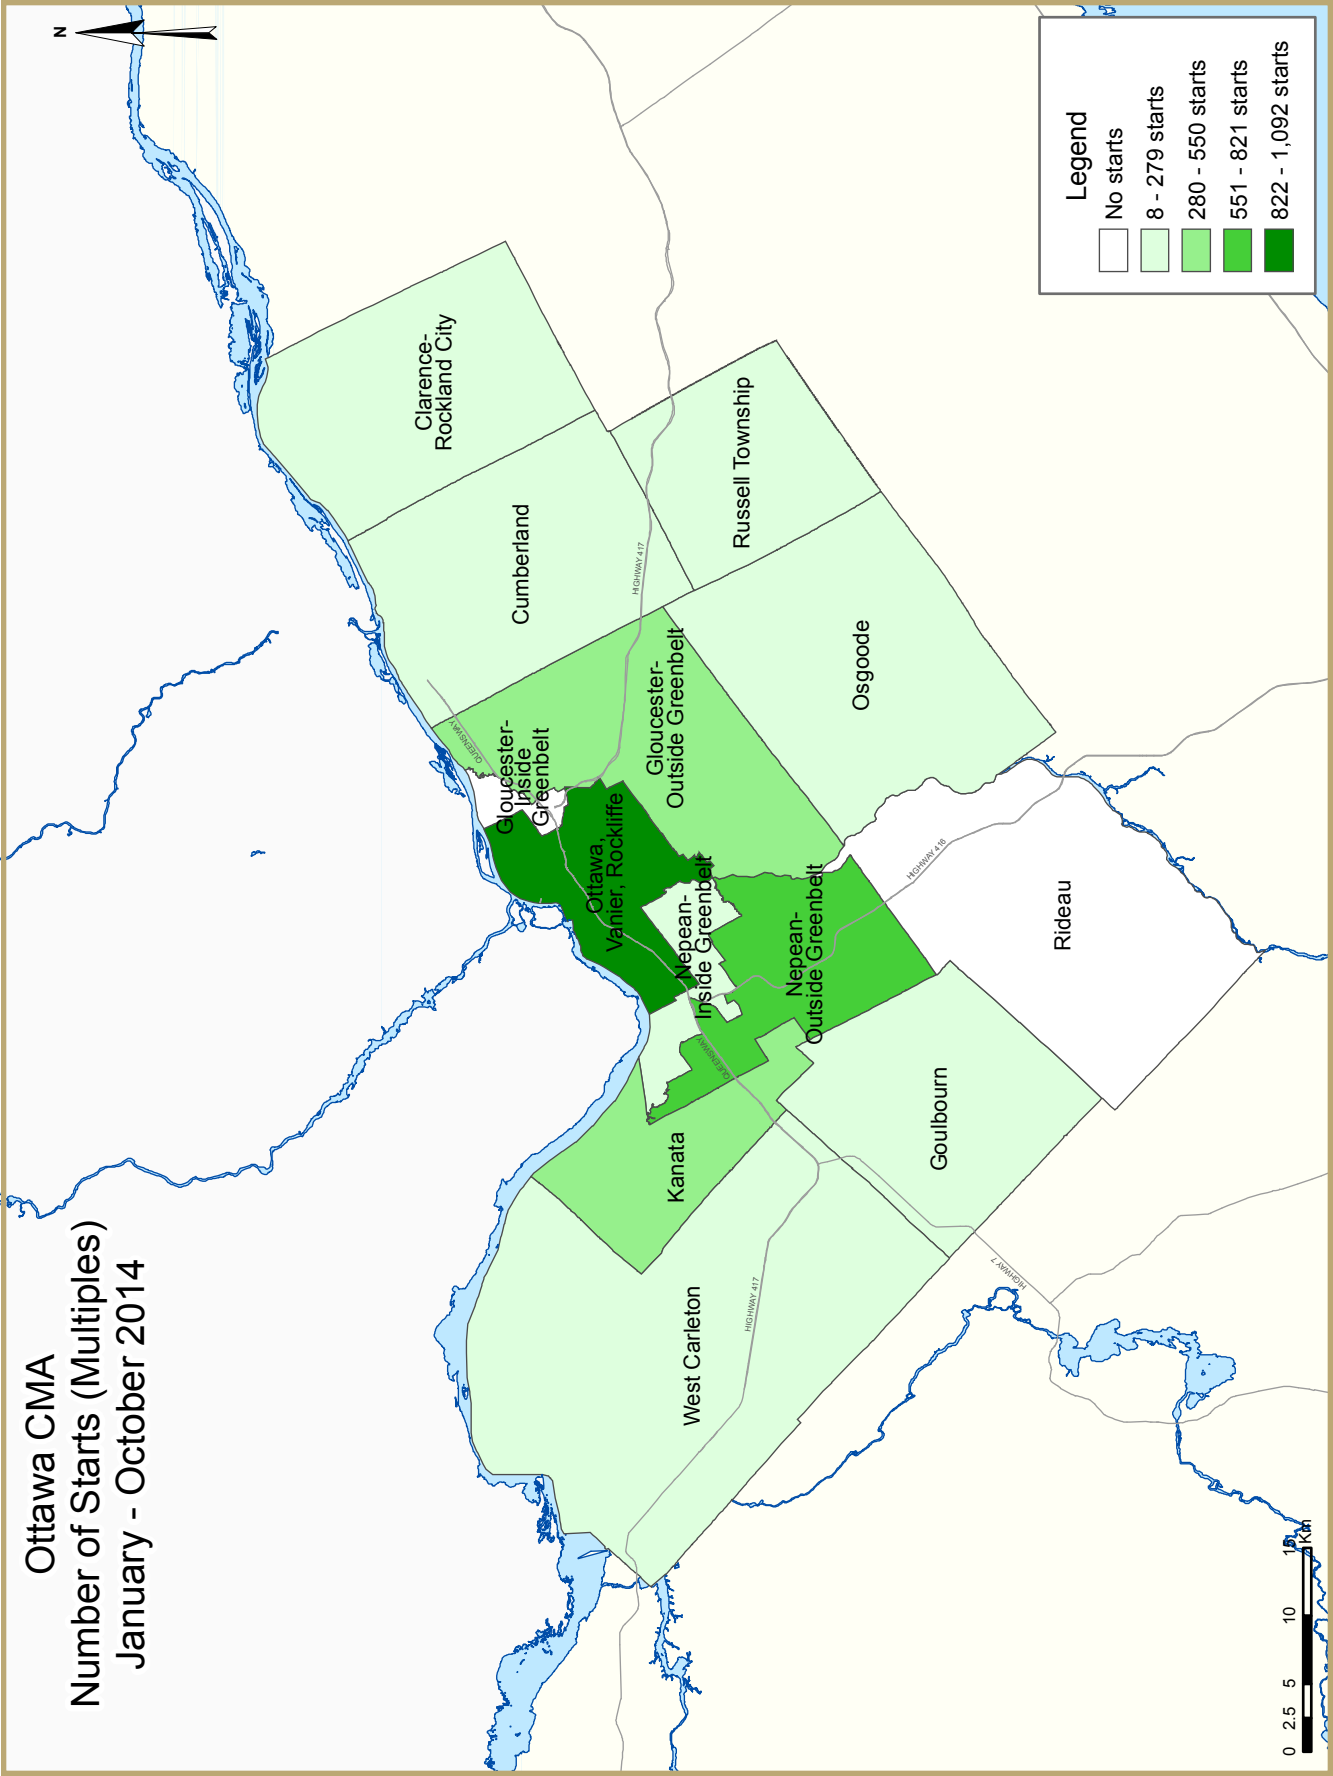 Ottawa CMA
Number of Starts (Multiples)
January - October 2014
N
Clarence-
Rockland City
Cumberland
Russell Township
HIGHWAY 417
QUEENSWAY
Gloucester-
Inside
Greenbelt
Gloucester-
Outside Greenbelt
Osgoode
Ottawa,
Vanier, Rockliffe
Nepean-
Inside Greenbelt
Nepean-
Outside Greenbelt
HIGHWAY 416
Rideau
QUEENSWAY
Kanata
Goulbourn
West Carleton
HIGHWAY 417
HIGHWAY 7
Legend
No starts
8 - 279 starts
280 - 550 starts
551 - 821 starts
822 - 1,092 starts
0 2.5 5 10 15 Km